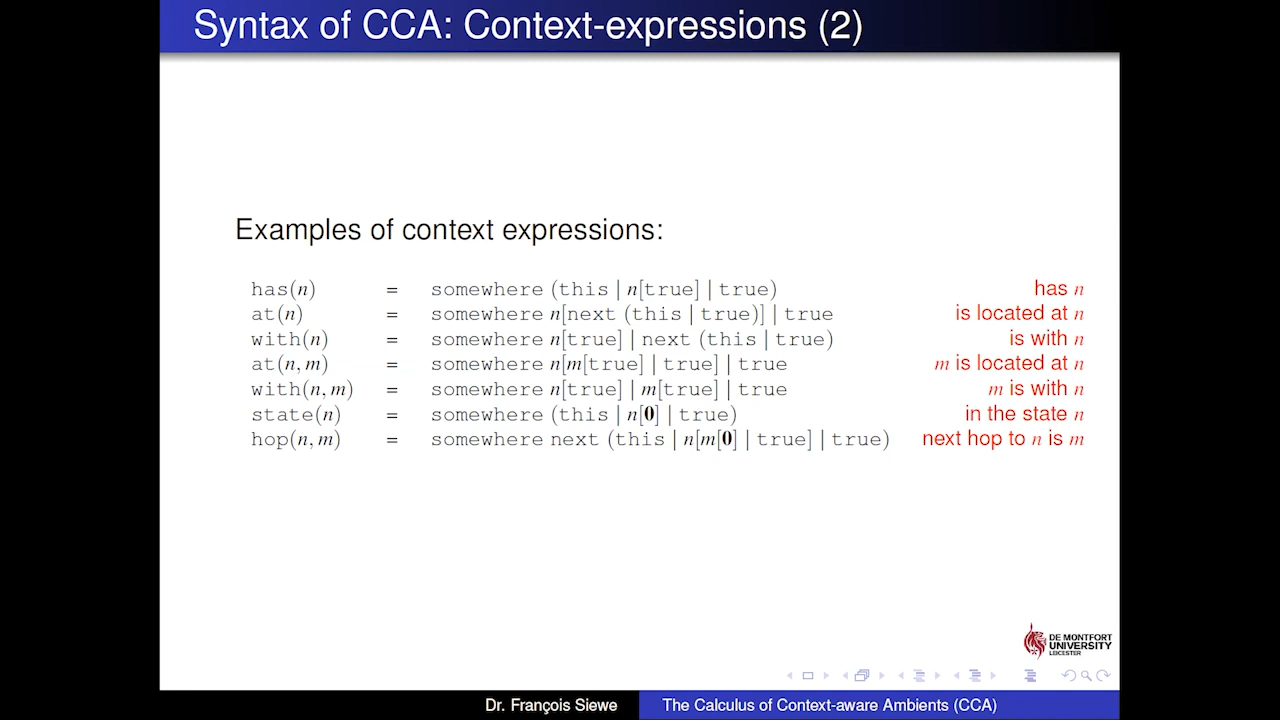 Syntax of CCA: Context-expressions (2)
Examples of context expressions:
has(n) = somewhere (this | n[true] | true) has n
at(n) = somewhere n[next (this | true)] | true is located at n
with(n) = somewhere n[true] | next (this | true) is with n
at(n, m) = somewhere n[m[true] | true] | true m is located at n
with(n, m) = somewhere n[true] | m[true] | true m is with n
state(n) = somewhere (this | n[0] | true) in the state n
hop(n, m) = somewhere next (this | n[m[0] | true] | true) next hop to n is m
DE MONTFORT
UNIVERSITY
LEICESTER
Dr. François Siewe The Calculus of Context-aware Ambients (CCA)